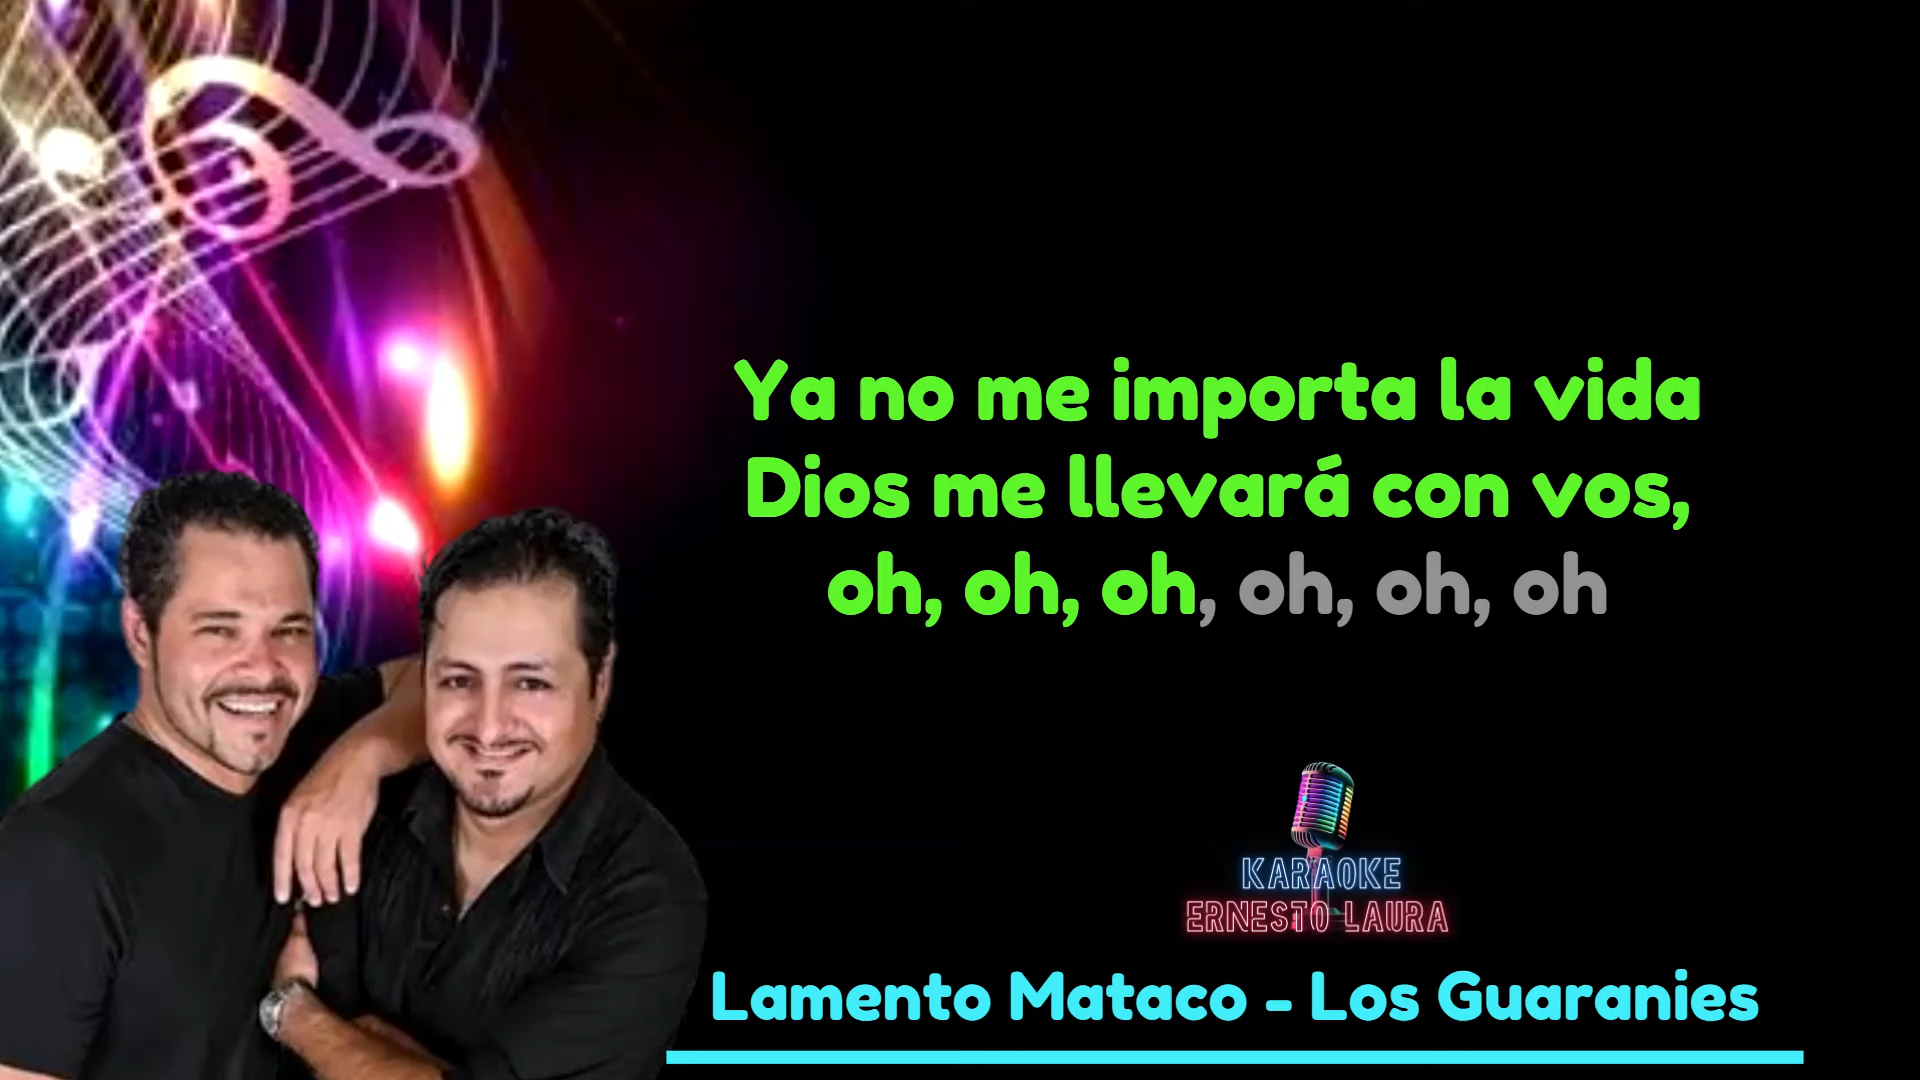 Ya no me importa la vida
Dios me llevará con vos,
oh, oh, oh, oh, oh, oh
KARAOKE
ERNESTO LAURA
Lamento Mataco - Los Guaranies